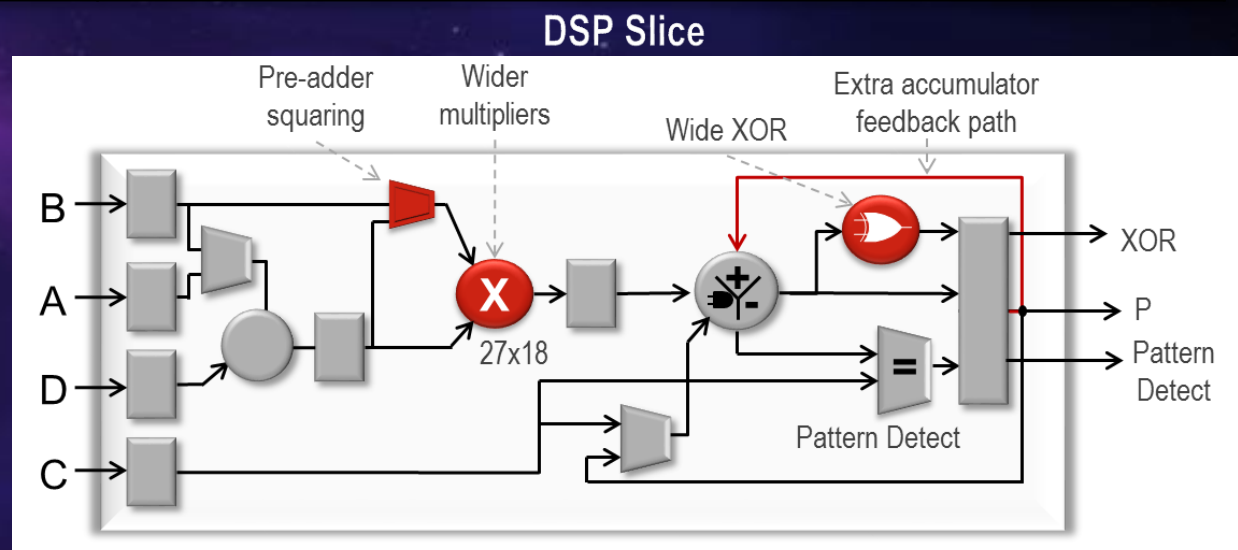 DSP Slice
Pre-adder
squaring
Wider
multipliers
Wide XOR
Extra accumulator
feedback path
B
A
D
C
X
27x18
+
-
=
Pattern Detect
XOR
P
Pattern
Detect